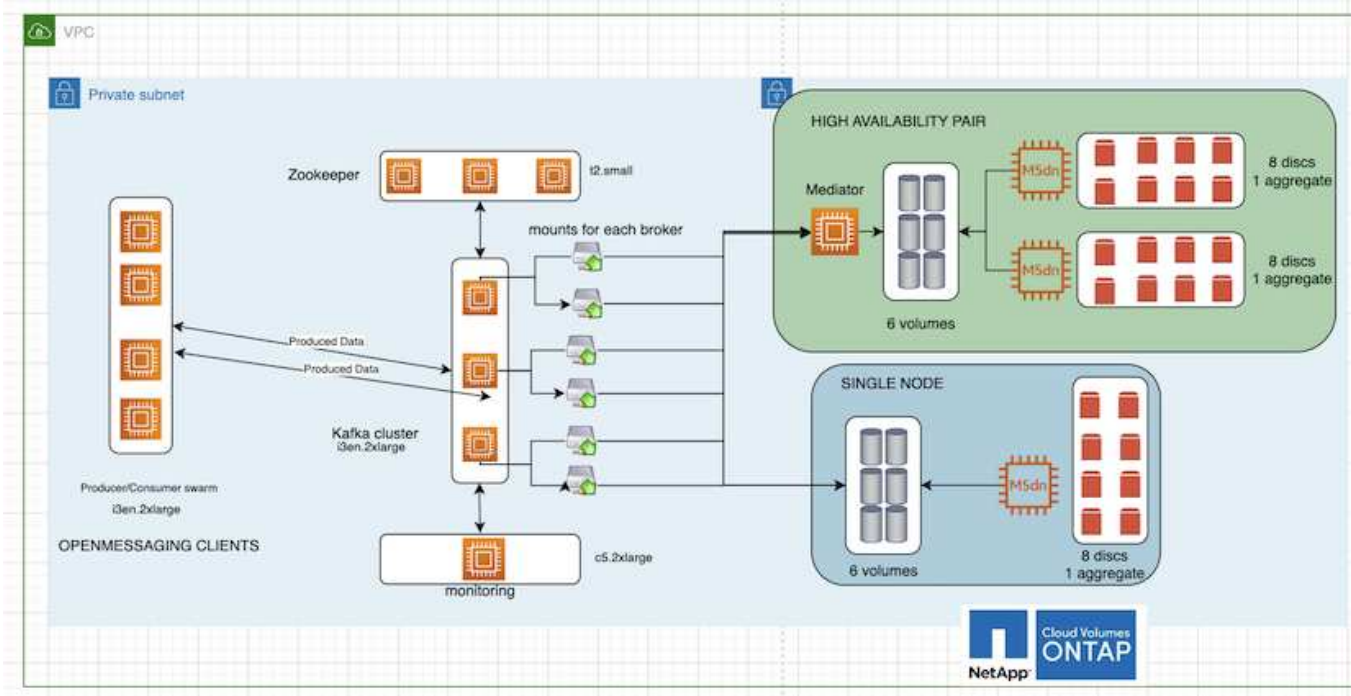 VPC
Private subnet
HIGH AVAILABILITY PAIR
Zookeeper
t2.small
mounts for each broker
Mediator
M5dn
8 discs
1 aggregate
M5dn
8 discs
1 aggregate
6 volumes
Produced Data
Produced Data
Kafka cluster
i3en.2xlarge
SINGLE NODE
M5dn
6 volumes
8 discs
1 aggregate
Producer/Consumer swarm
i3en.2xlarge
OPENMESSAGING CLIENTS
c5.2xlarge
monitoring
NetApp
Cloud Volumes
ONTAP